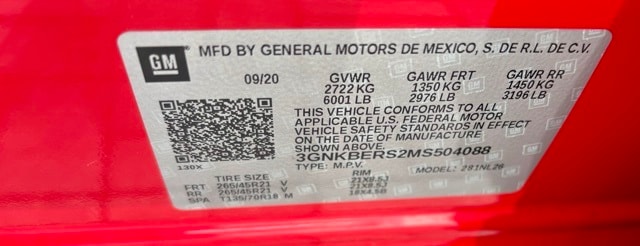 GM MFD BY GENERAL MOTORS DE MEXICO, S. DE R.L. DE C.V.
09/20 GVWR GAWR FRT GAWR RR
2722 KG 1350 KG 1450 KG
6001 LB 2976 LB 3196 LB
THIS VEHICLE CONFORMS TO ALL
APPLICABLE U.S. FEDERAL MOTOR
VEHICLE SAFETY STANDARDS IN
EFFECT ON THE DATE OF
MANUFACTURE SHOWN ABOVE.
3GNKBERS2MS504088
130X TYPE: M.P.V. MODEL: 2S1NL26
TIRE SIZE RIM
FRT 265/45R21 V 21X8.5J
RR 265/45R21 V 21X8.5J
SPA T135/70R18 M 18X4.5B